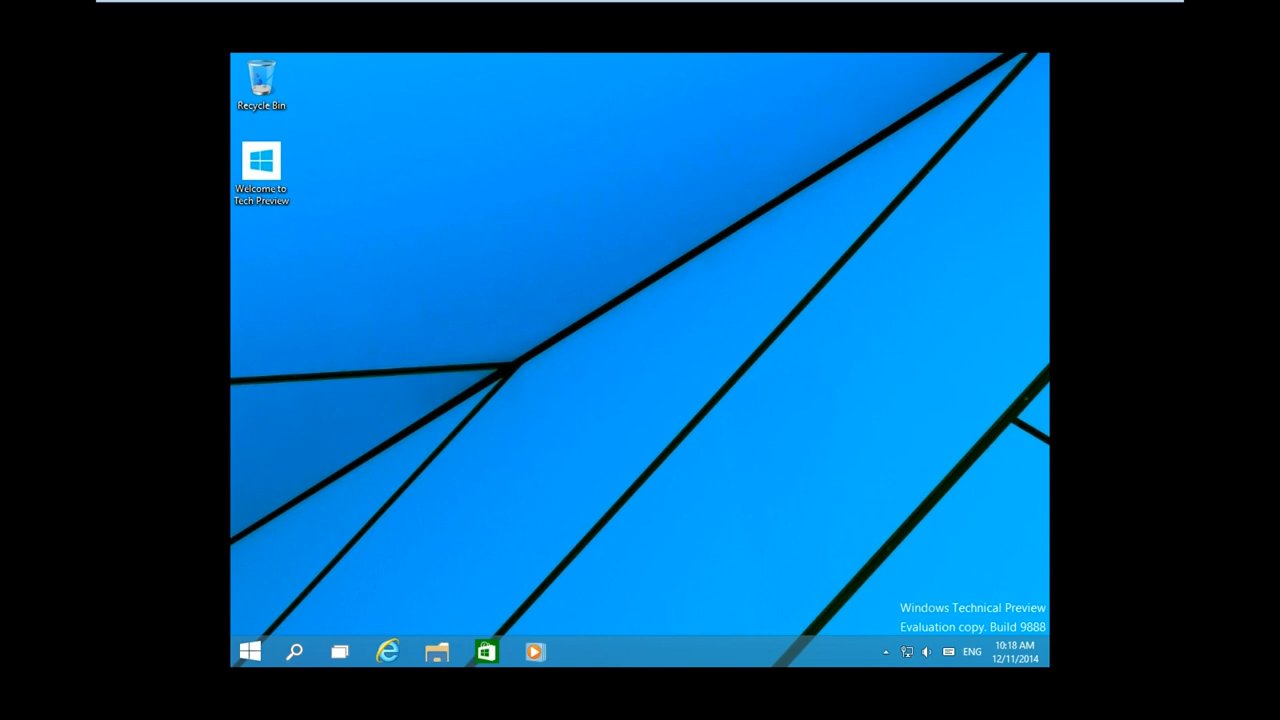 Recycle Bin
Welcome to
Tech Preview
Windows Technical Preview
Evaluation copy. Build 9888
ENG
10:18 AM
12/11/2014